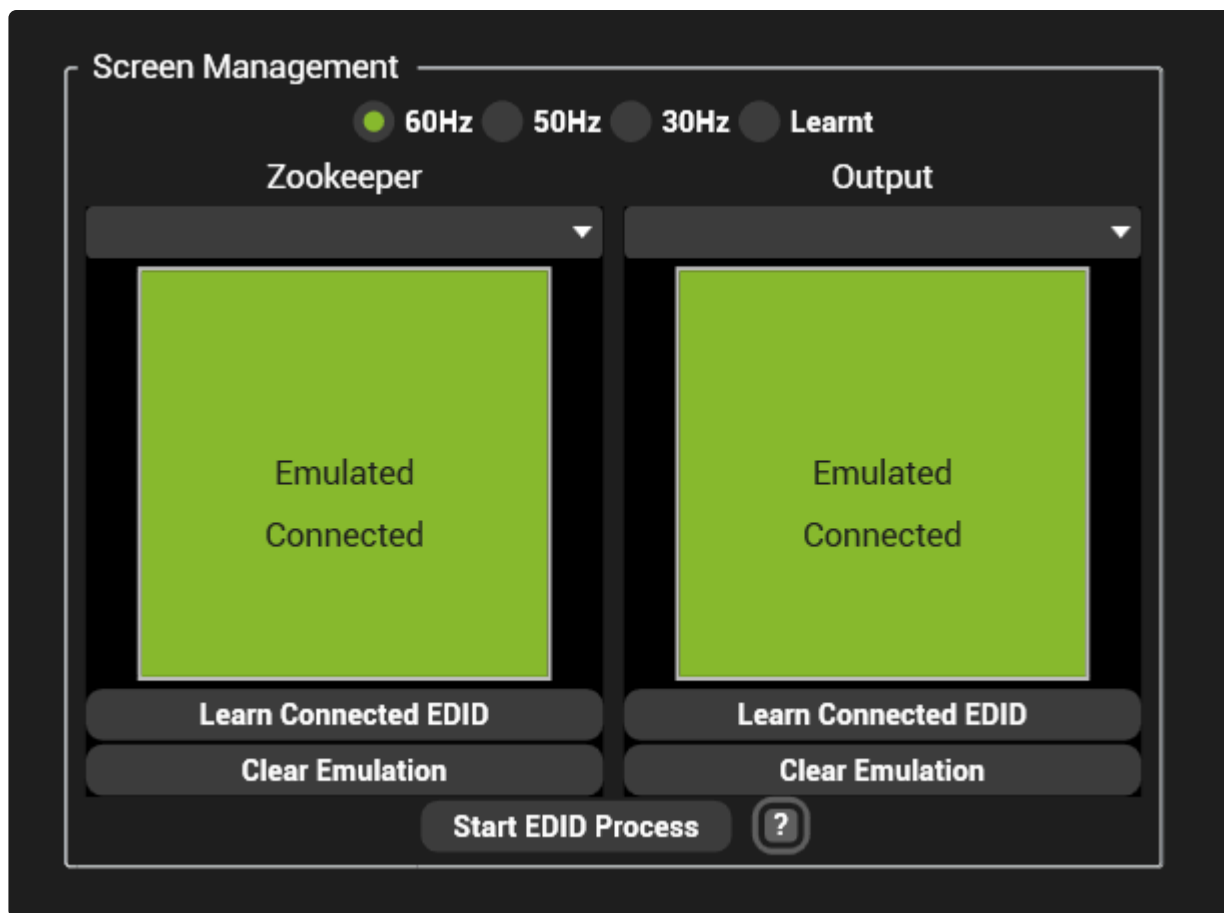 Screen Management
60Hz 50Hz 30Hz Learnt
Zookeeper Output
Emulated Emulated
Connected Connected
Learn Connected EDID Learn Connected EDID
Clear Emulation Clear Emulation
Start EDID Process ?